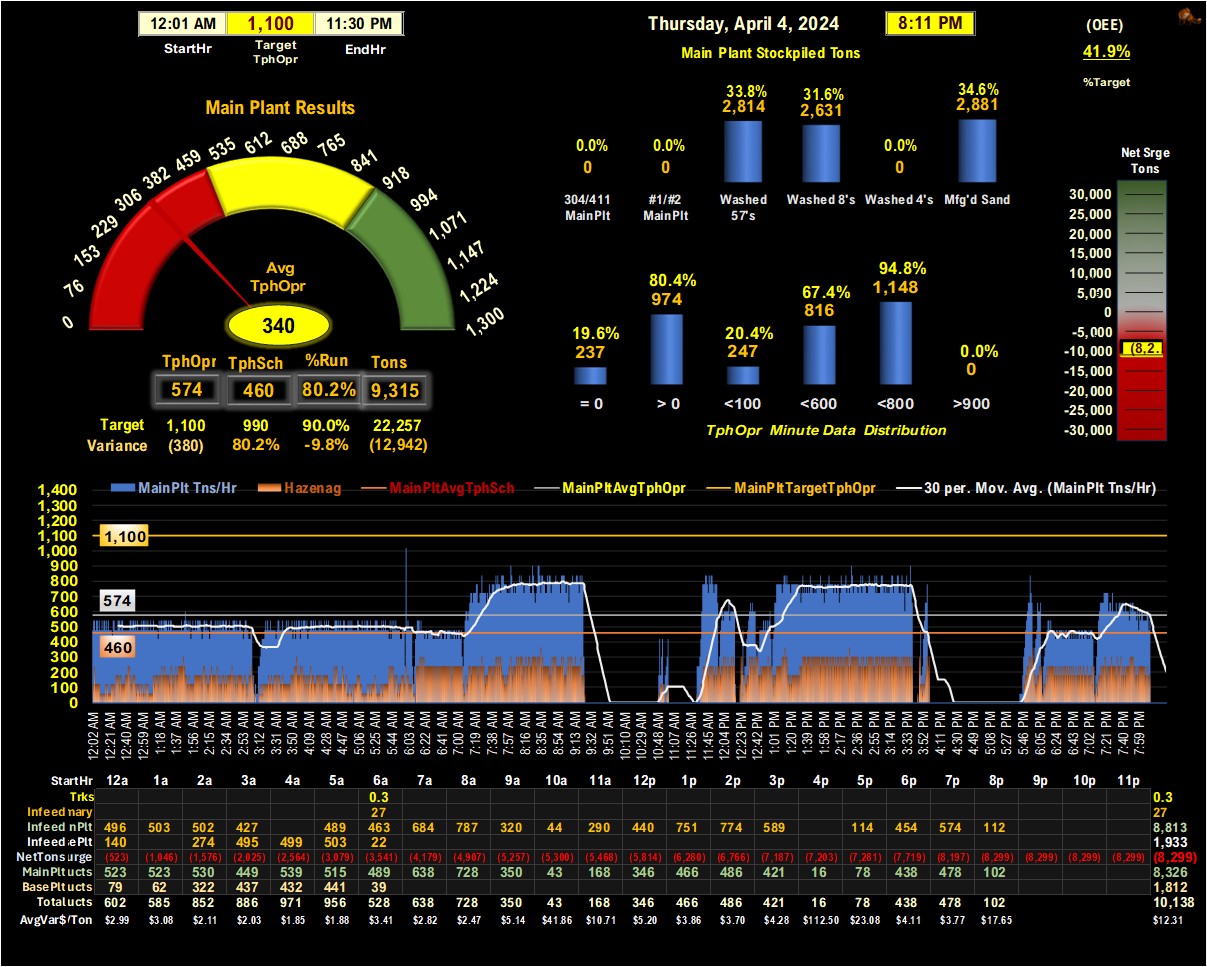 12:01 AM 1,100 11:30 PM
StartHr Target TphOpr EndHr
Thursday, April 4, 2024 8:11 PM
(OEE)
41.9%
%Target
Main Plant Stockpiled Tons
33.8% 31.6% 34.6%
2,814 2,631 2,881
0.0% 0.0% 0.0%
0 0 0
304/411 MainPlt #1/#2 MainPlt Washed 57's Washed 8's Washed 4's Mfg'd Sand
Main Plant Results
0 76 153 229 306 382 459 535 612 688 765 841 918 994 1,071 1,147 1,224 1,300
Avg
TphOpr
340
TphOpr TphSch %Run Tons
574 460 80.2% 9,315
Target 1,100 990 90.0% 22,257
Variance (380) 80.2% -9.8% (12,942)
19.6% 80.4% 20.4% 67.4% 94.8% 0.0%
237 974 247 816 1,148 0
= 0 > 0 <100 <600 <800 >900
TphOpr Minute Data Distribution
Net Srge
Tons
30,000
25,000
20,000
15,000
10,000
5,000
0
-5,000
-10,000
-15,000
-20,000
-25,000
-30,000
(8,2.
MainPlt Tns/Hr Hazenag MainPltAvgTphSch MainPltAvgTphOpr MainPltTargetTphOpr 30 per. Mov. Avg. (MainPlt Tns/Hr)
1,400
1,300
1,200
1,100
1,000
900
800
700
600
500
400
300
200
100
0
1,100
574
460
12:02 AM 12:21 AM 12:40 AM 12:59 AM 1:18 AM 1:37 AM 1:56 AM 2:15 AM 2:34 AM 2:53 AM 3:12 AM 3:31 AM 3:50 AM 4:09 AM 4:28 AM 4:47 AM 5:06 AM 5:25 AM 5:44 AM 6:03 AM 6:22 AM 6:41 AM 7:00 AM 7:19 AM 7:38 AM 7:57 AM 8:16 AM 8:35 AM 8:54 AM 9:13 AM 9:32 AM 9:51 AM 10:10 AM 10:29 AM 10:48 AM 11:07 AM 11:26 AM 11:45 AM 12:04 PM 12:23 PM 12:42 PM 1:01 PM 1:20 PM 1:39 PM 1:58 PM 2:17 PM 2:36 PM 2:55 PM 3:14 PM 3:33 PM 3:52 PM 4:11 PM 4:30 PM 4:49 PM 5:08 PM 5:27 PM 5:46 PM 6:05 PM 6:24 PM 6:43 PM 7:02 PM 7:21 PM 7:40 PM 7:59 PM
StartHr 12a 1a 2a 3a 4a 5a 6a 7a 8a 9a 10a 11a 12p 1p 2p 3p 4p 5p 6p 7p 8p 9p 10p 11p
Trks 0.3 0.3
Infeed mary 27 27
Infeed nPlt 496 503 502 427 489 463 684 787 320 44 290 440 751 774 589 114 454 574 112 8,813
Infeed ePlt 140 274 495 499 503 22 1,933
NetTons urge (523) (1,046) (1,576) (2,025) (2,564) (3,079) (3,541) (4,179) (4,907) (5,257) (5,300) (5,468) (5,814) (6,280) (6,766) (7,187) (7,203) (7,281) (7,719) (8,197) (8,299) (8,299) (8,299) (8,299) (8,299)
MainPlt ucts 523 523 530 449 539 515 489 638 728 350 43 168 346 466 486 421 16 78 438 478 102 8,326
BasePlt ucts 79 62 322 437 432 441 39 1,812
Total ucts 602 585 852 886 971 956 528 638 728 350 43 168 346 466 486 421 16 78 438 478 102 10,138
AvgVar$/Ton $2.99 $3.08 $2.11 $2.03 $1.85 $1.88 $3.41 $2.82 $2.47 $5.14 $41.86 $10.71 $5.20 $3.86 $3.70 $4.28 $112.50 $23.08 $4.11 $3.77 $17.65 $12.31